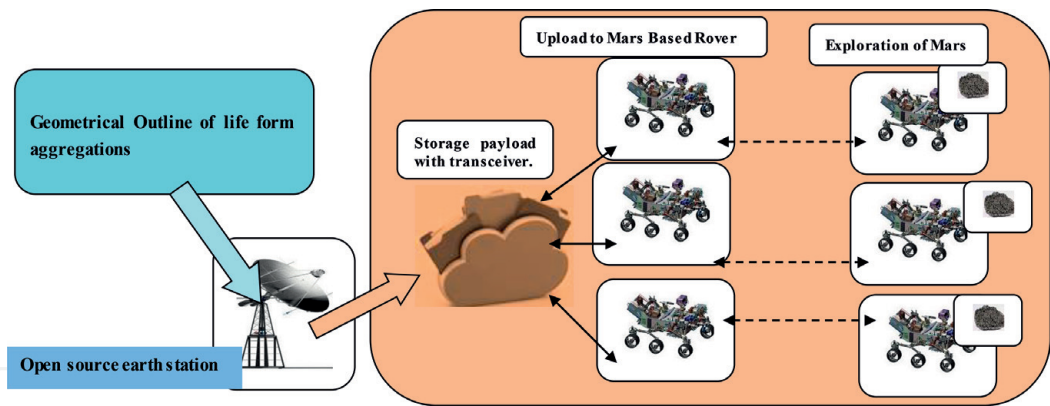 Upload to Mars Based Rover
Exploration of Mars
Geometrical Outline of life form
aggregations
Storage payload
with transceiver.
Open source earth station